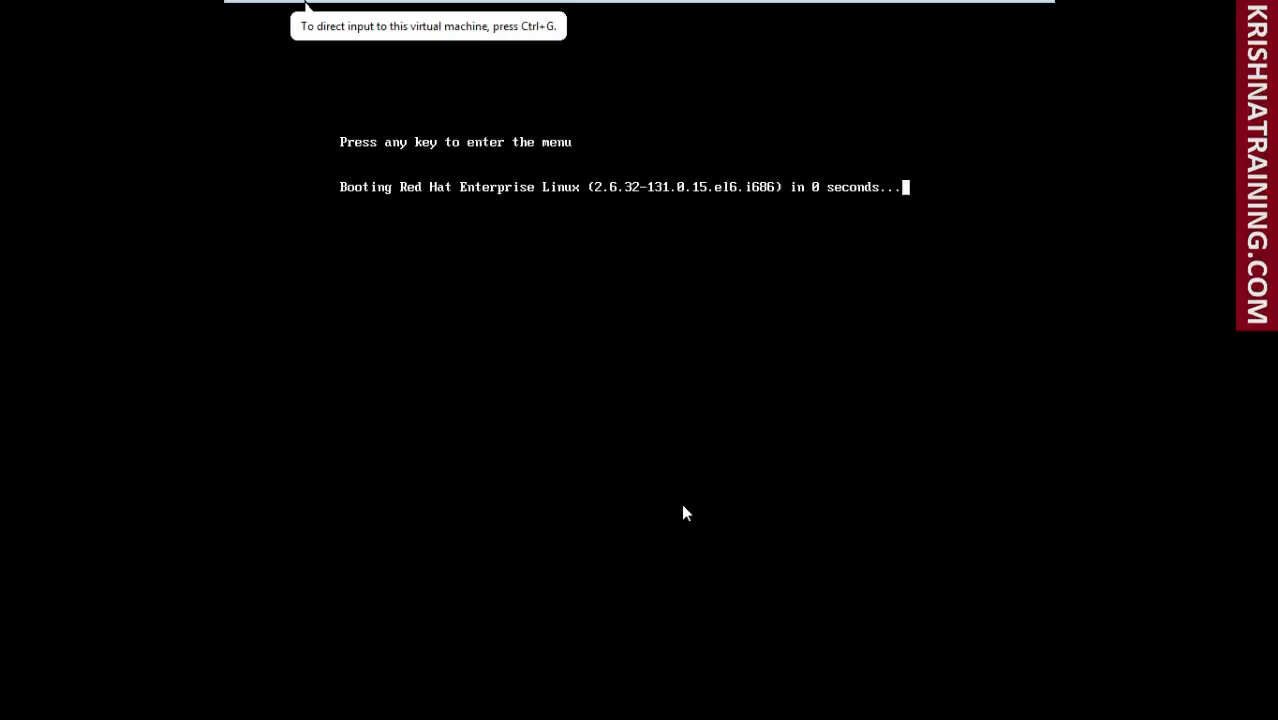 To direct input to this virtual machine, press Ctrl+G.
Press any key to enter the menu
Booting Red Hat Enterprise Linux (2.6.32-131.0.15.el6.i686) in 0 seconds...
KRISHNATRAINING.COM